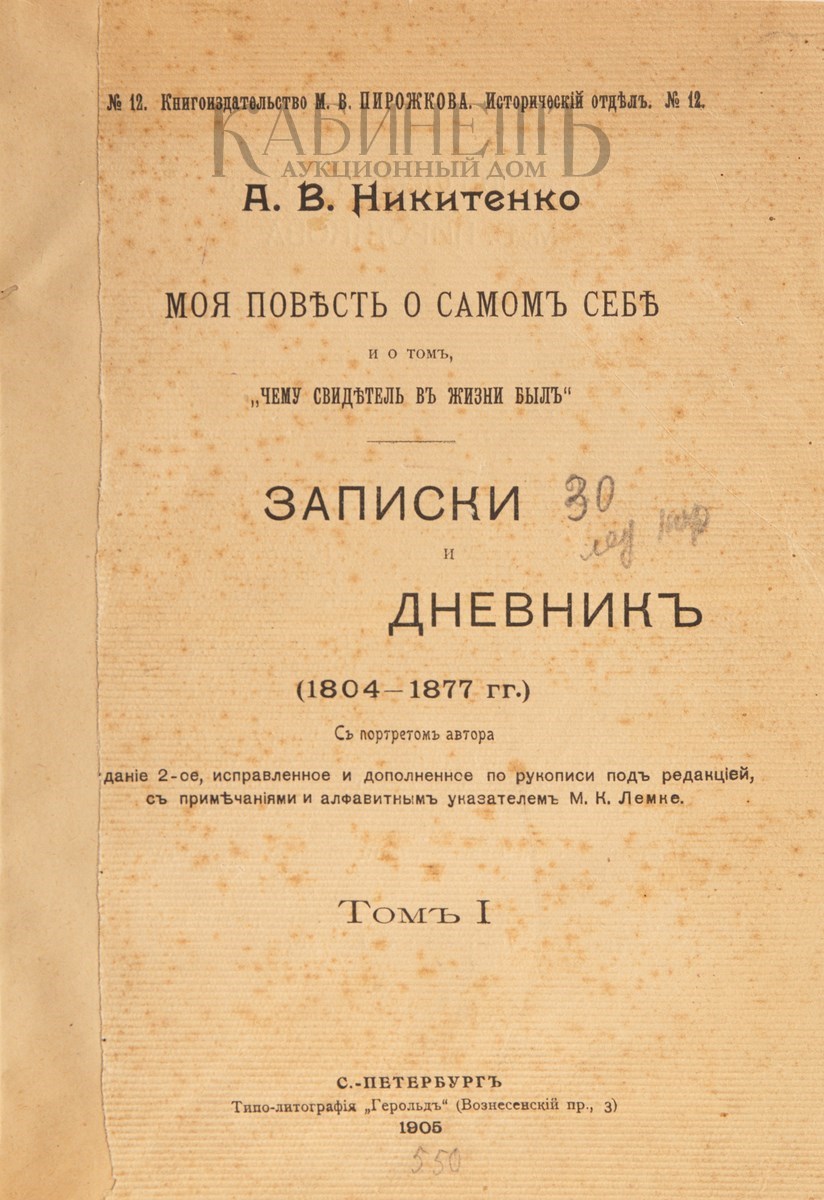 № 12. Книгоиздательство М. В. ПИРОЖКОВА. Историческій отдѣлъ. № 12.
КАБИНЕТЪ
АУКЦИОННЫЙ ДОМ
А. В. Никитенко
МОЯ ПОВѢСТЬ О САМОМЪ СЕБѢ
И О ТОМЪ,
„ЧЕМУ СВИДѢТЕЛЬ ВЪ ЖИЗНИ БЫЛЪ“
ЗАПИСКИ 30
И
ДНЕВНИКЪ
(1804—1877 гг.)
Съ портретомъ автора
даніе 2-ое, исправленное и дополненное по рукописи подъ редакціей,
съ примѣчаніями и алфавитнымъ указателемъ М. К. Лемке.
Томъ I
С.-ПЕТЕРБУРГЪ
Типо-литографія „Герольдъ“ (Вознесенскій пр., 3)
1905
550